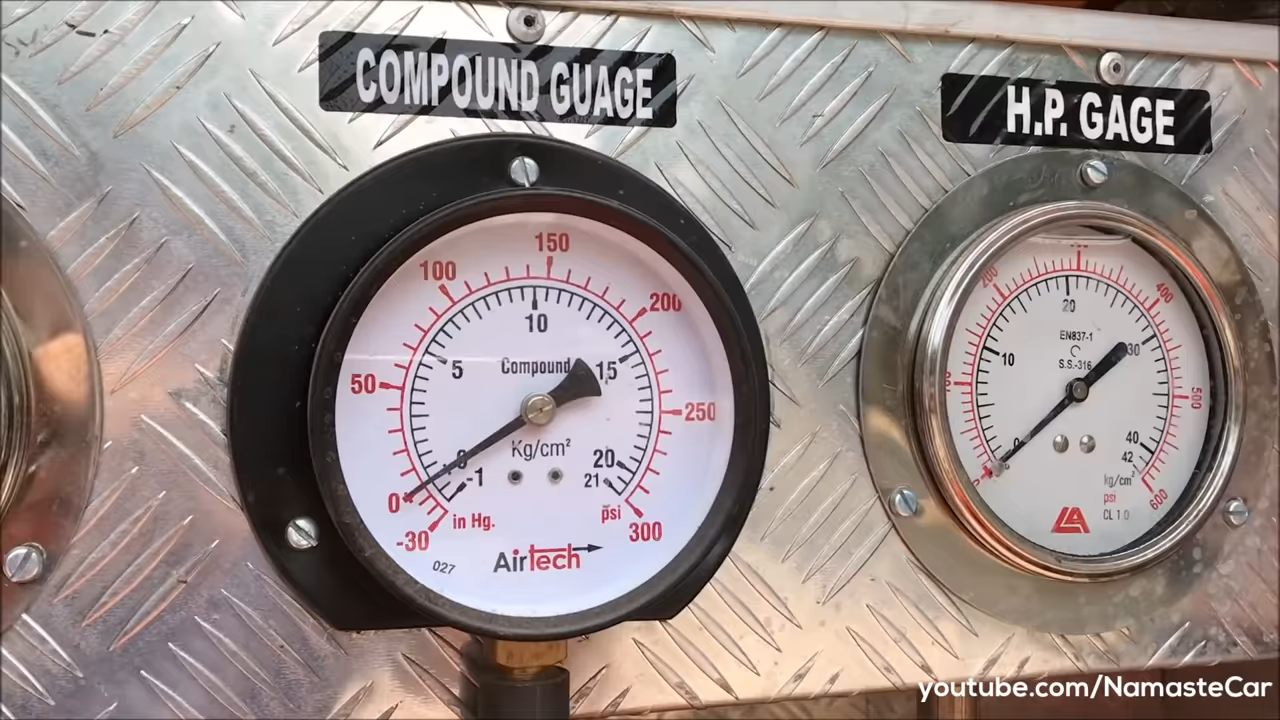 COMPOUND GUAGE
H.P. GAGE
150
100
200
10
Compound
5
15
50
250
Kg/cm²
0
-1
20
21
0
in Hg.
psi
-30
300
027
AirTech
200
400
20
EN837-1
S.S.-316
30
10
500
0
40
42
kg/cm²
psi
CL 1.0
600
LA
youtube.com/NamasteCar